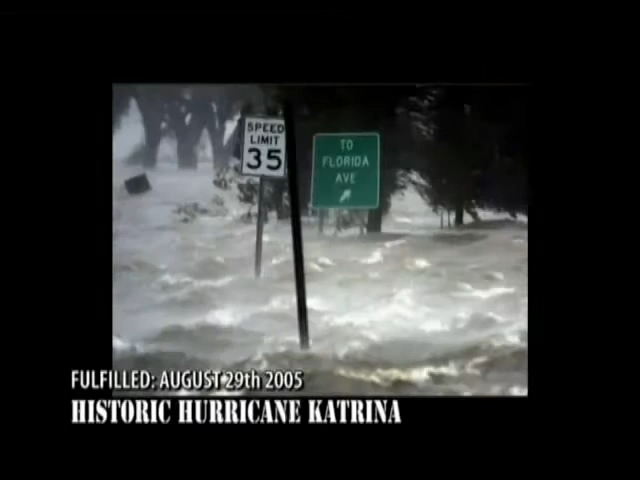 SPEED
LIMIT
35
TO
FLORIDA
AVE
FULFILLED: AUGUST 29th 2005
HISTORIC HURRICANE KATRINA